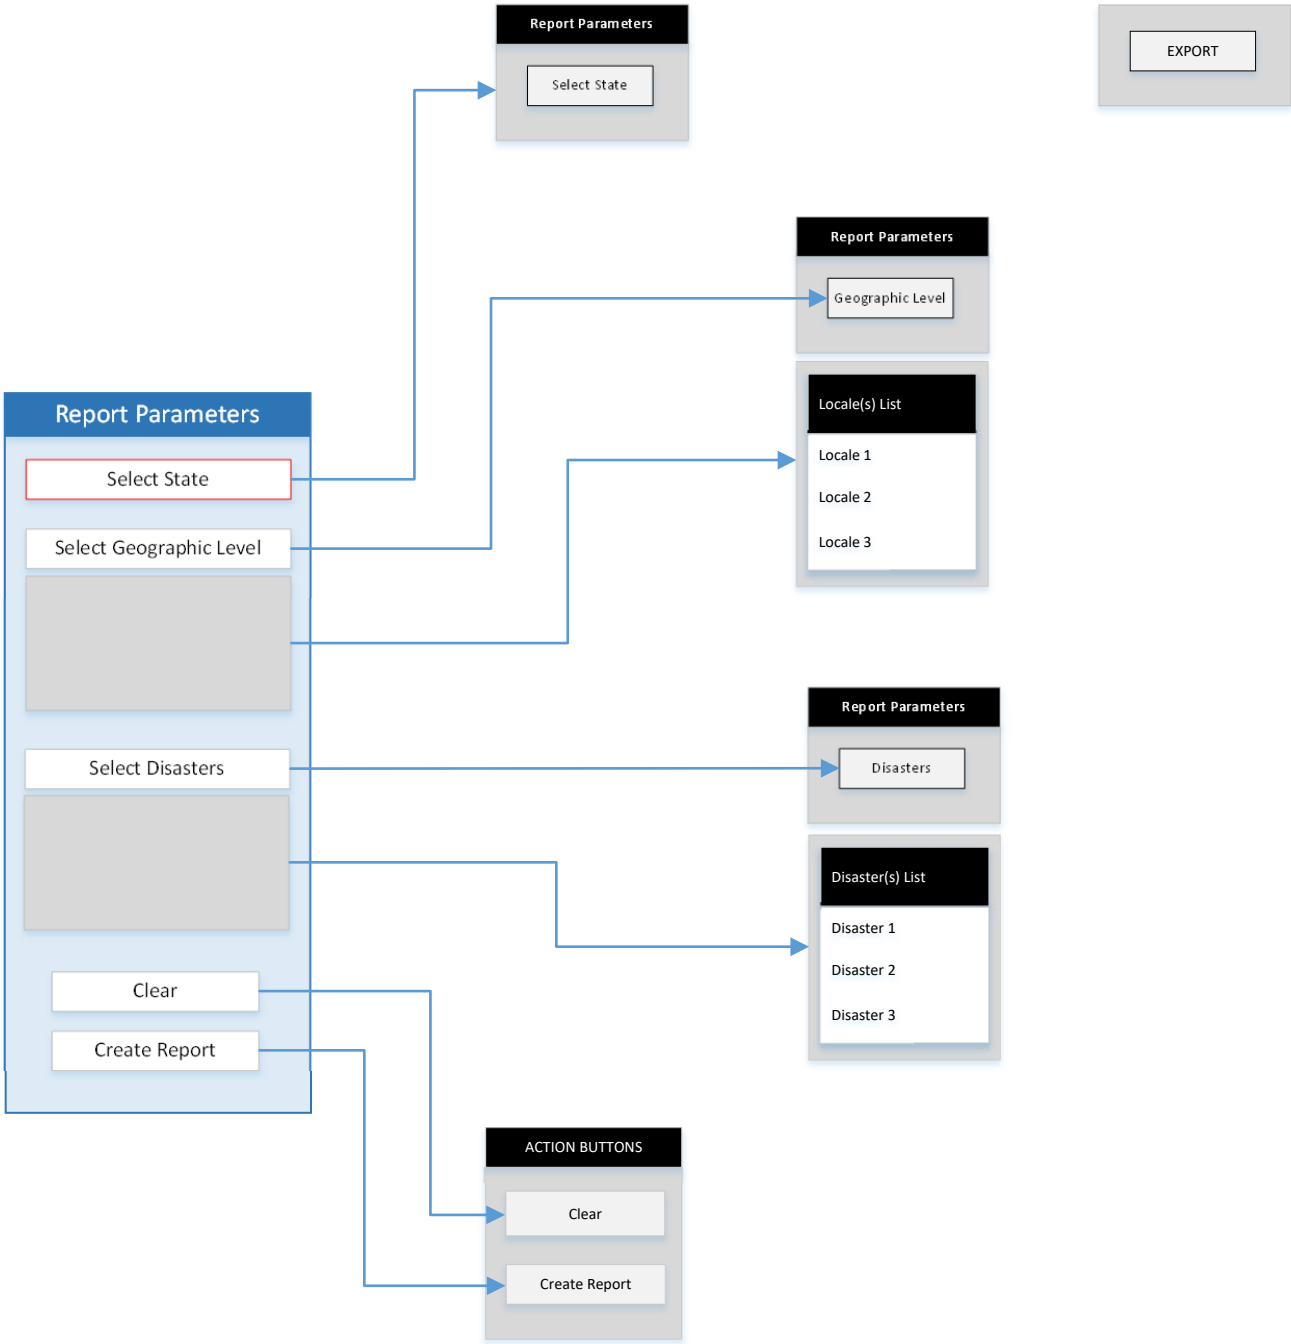 Report Parameters
Select State
EXPORT
Report Parameters
Geographic Level
Locale(s) List
Locale 1
Locale 2
Locale 3
Report Parameters
Select State
Select Geographic Level
Select Disasters
Clear
Create Report
Report Parameters
Disasters
Disaster(s) List
Disaster 1
Disaster 2
Disaster 3
ACTION BUTTONS
Clear
Create Report